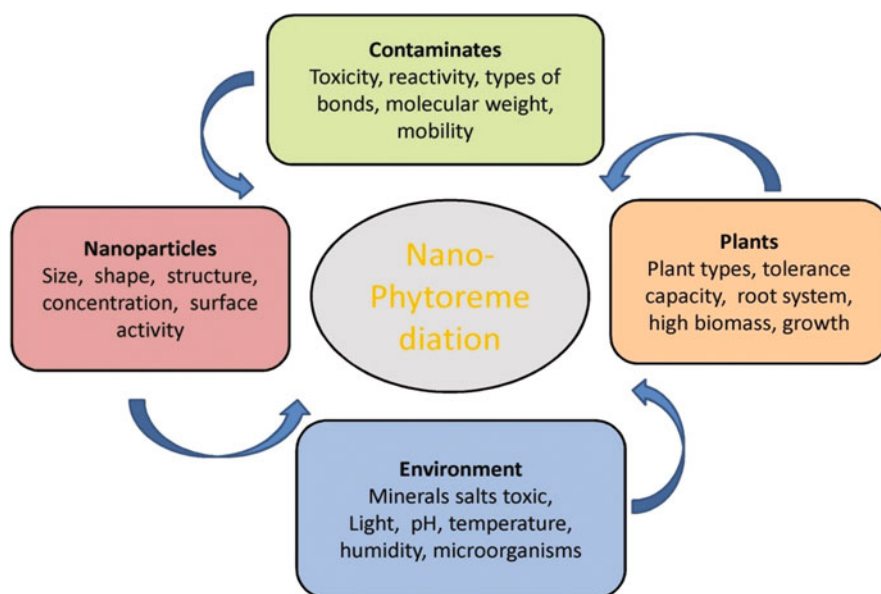 Contaminates
Toxicity, reactivity, types of
bonds, molecular weight,
mobility
Nanoparticles
Size, shape, structure,
concentration, surface
activity
Nano-
Phytoreme
diation
Plants
Plant types, tolerance
capacity, root system,
high biomass, growth
Environment
Minerals salts toxic,
Light, pH, temperature,
humidity, microorganisms